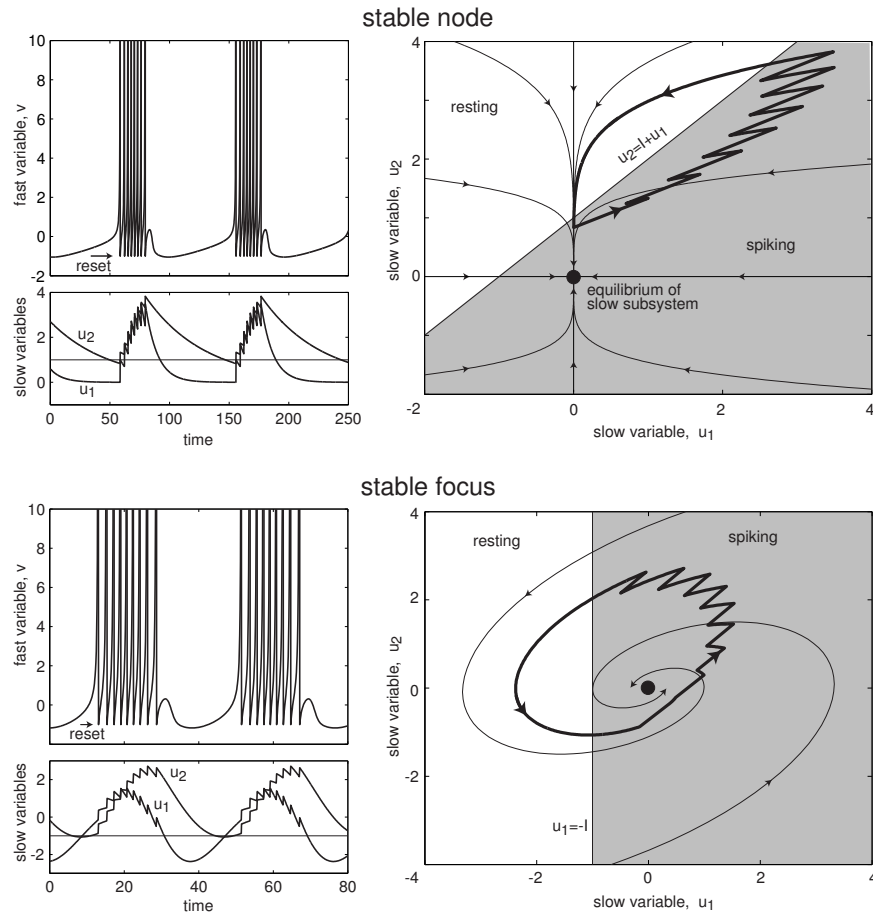 stable node
10
8
6
4
2
0
-2
fast variable, v
reset
4
2
0
slow variables
u2
u1
0
50
100
150
200
250
time
4
2
0
-2
slow variable, u2
resting
u2=I+u1
spiking
equilibrium of
slow subsystem
-2
0
2
4
slow variable, u1
stable focus
10
8
6
4
2
0
fast variable, v
reset
2
0
-2
slow variables
u2
u1
0
20
40
60
80
time
4
2
0
-2
-4
slow variable, u2
resting
spiking
u1=-I
-4
-2
0
2
4
slow variable, u1